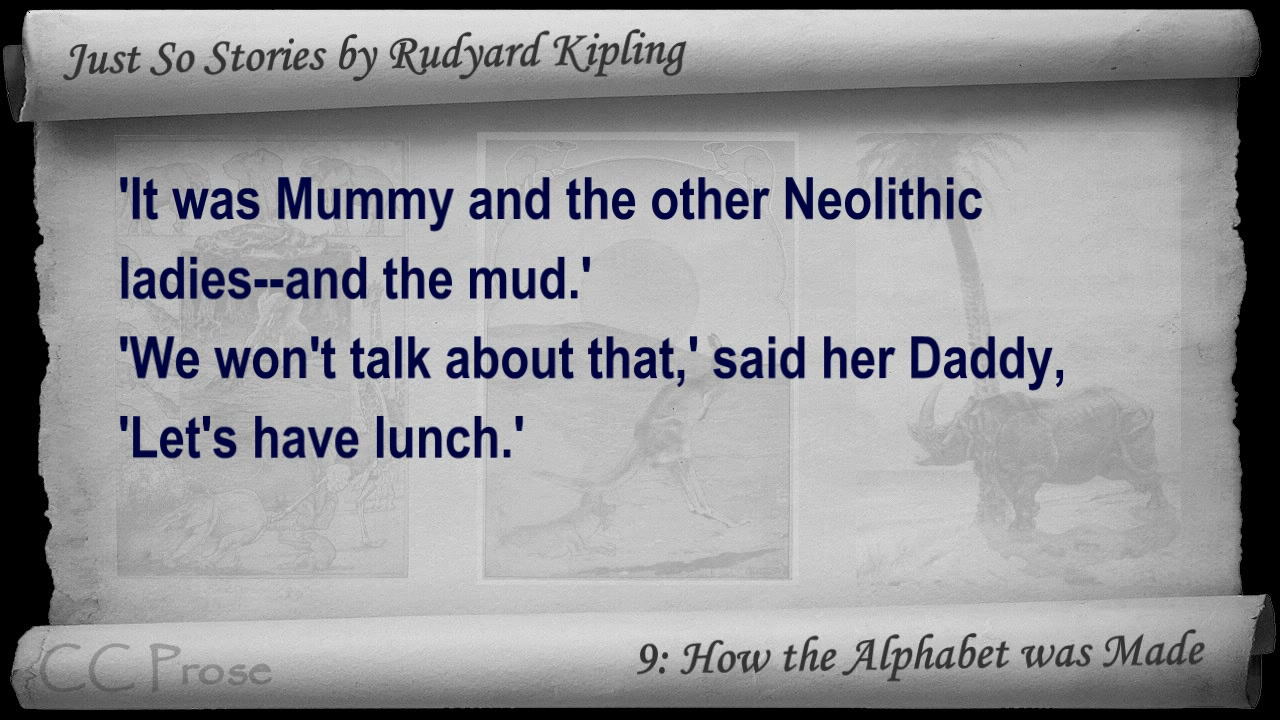 Just So Stories by Rudyard Kipling
'It was Mummy and the other Neolithic
ladies--and the mud.'
'We won't talk about that,' said her Daddy,
'Let's have lunch.'
CC Prose
9: How the Alphabet was Made